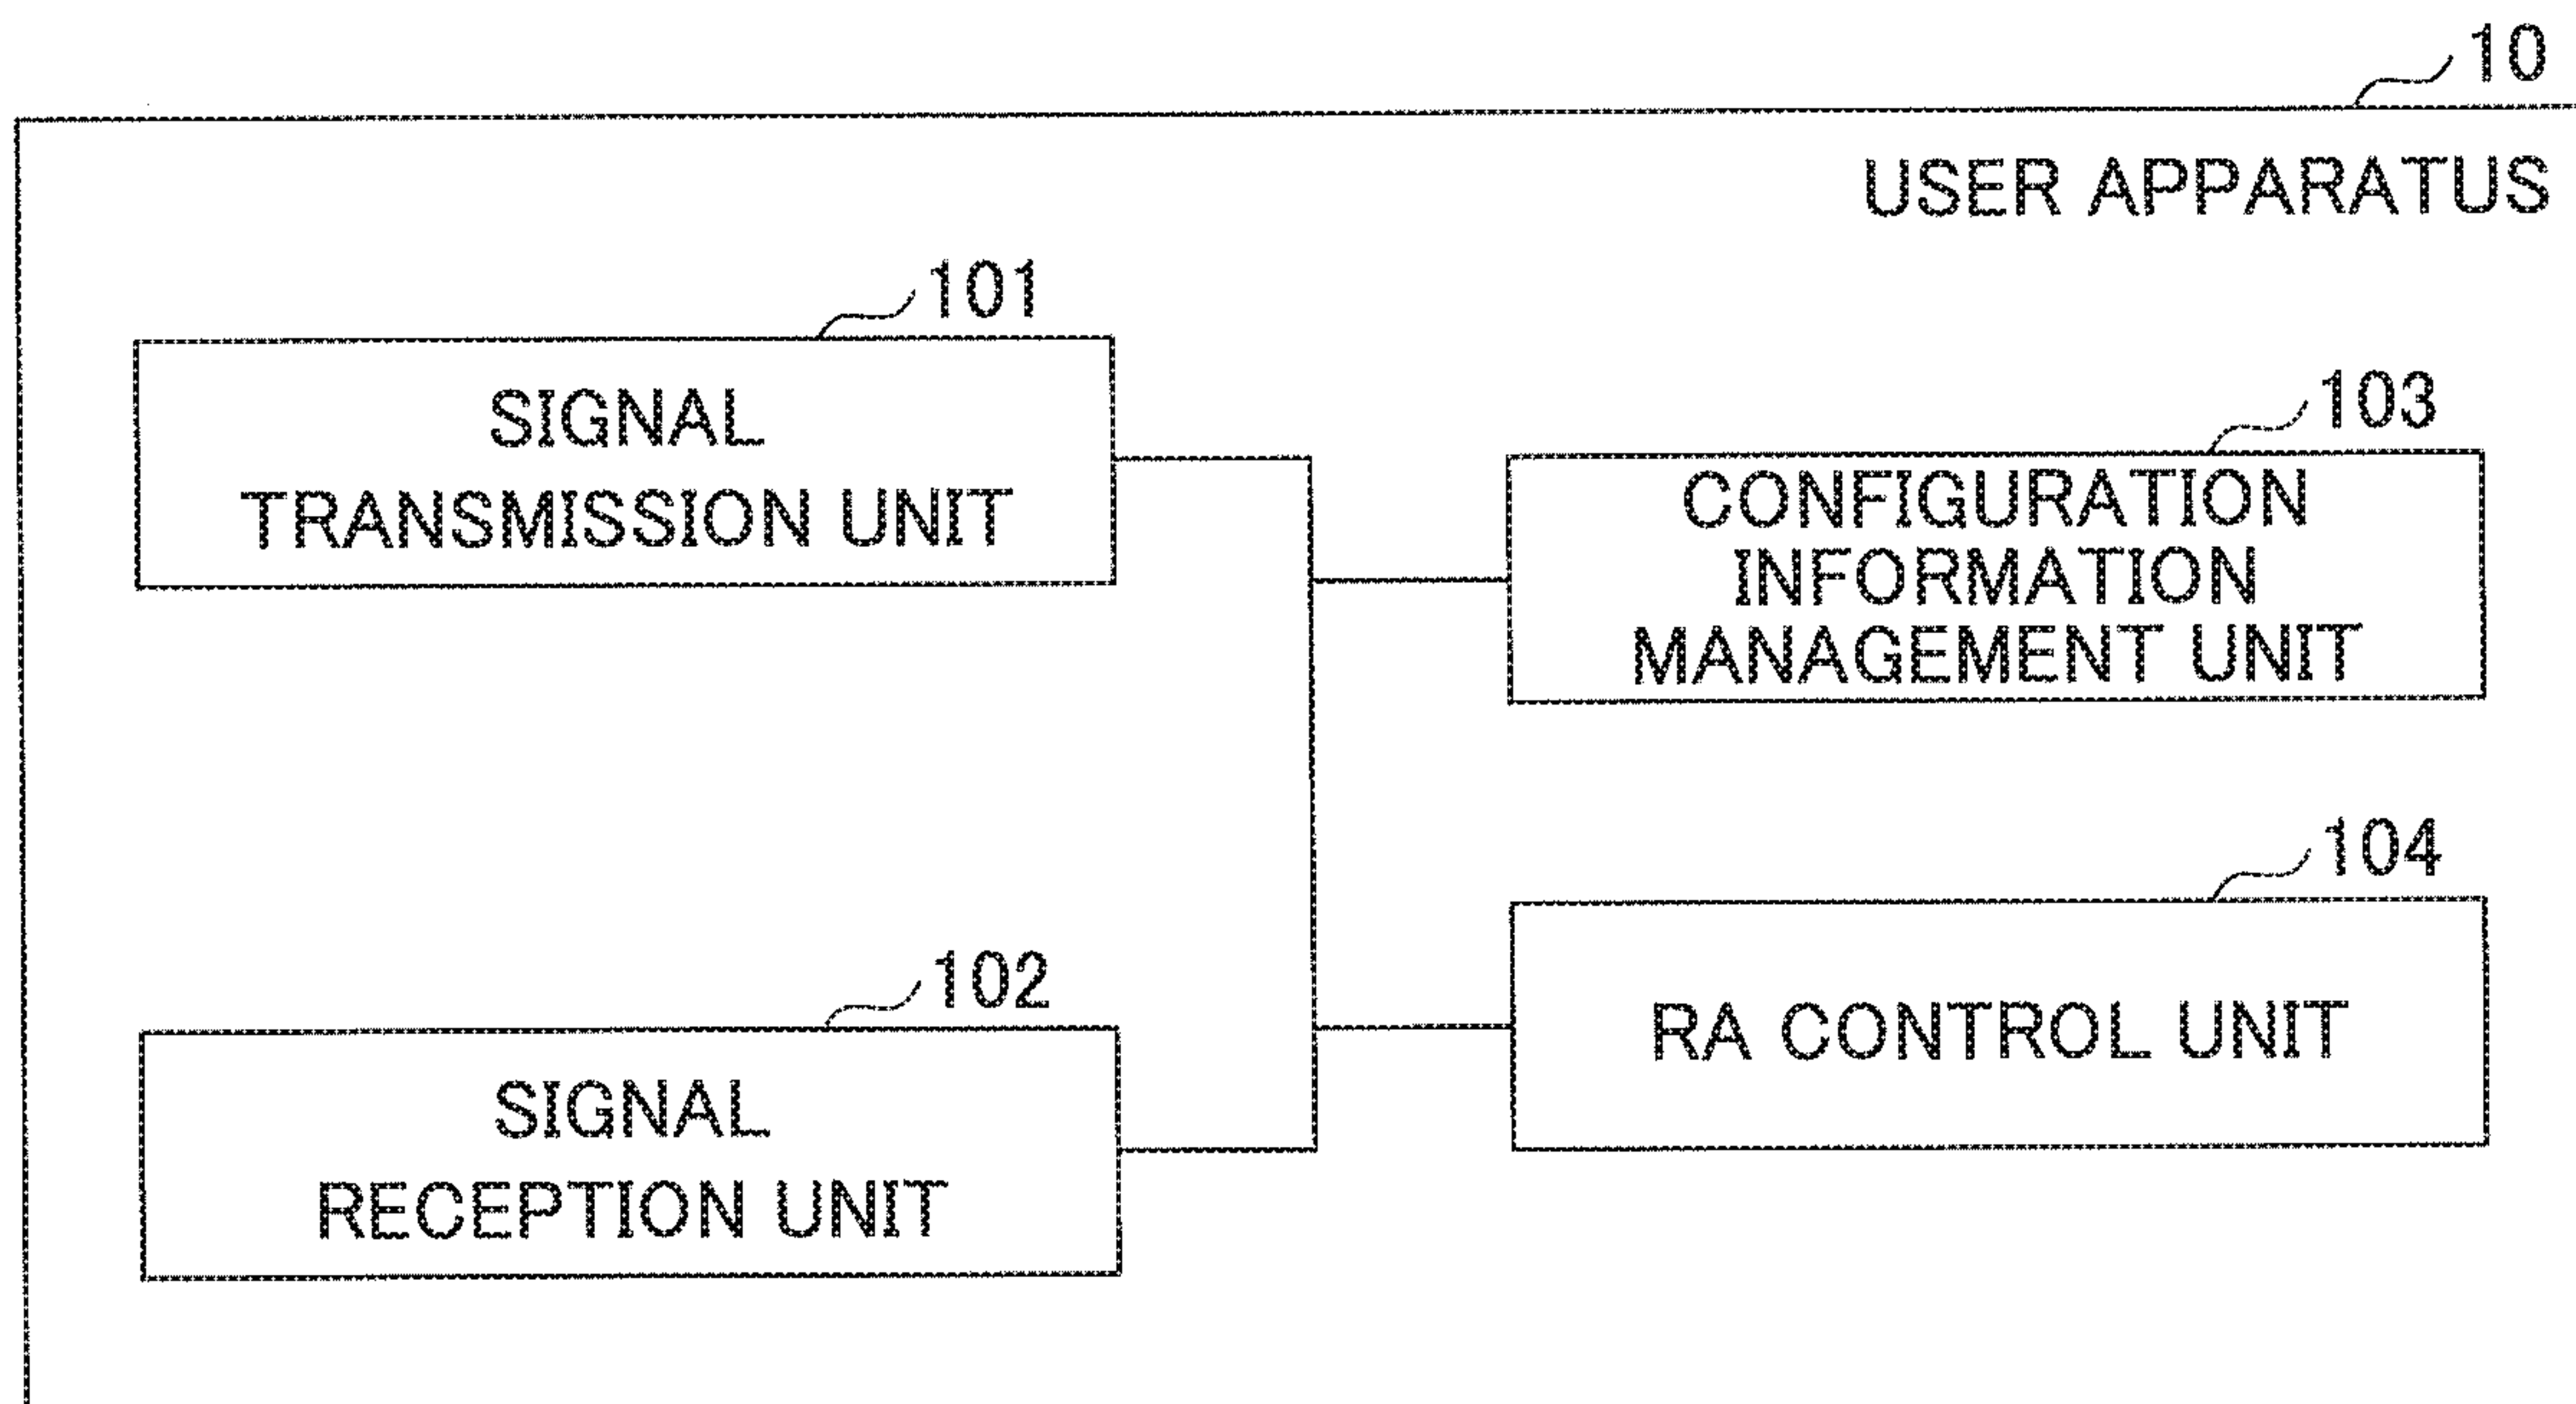 10
USER APPARATUS
101
SIGNAL
TRANSMISSION UNIT
103
CONFIGURATION
INFORMATION
MANAGEMENT UNIT
102
SIGNAL
RECEPTION UNIT
104
RA CONTROL UNIT